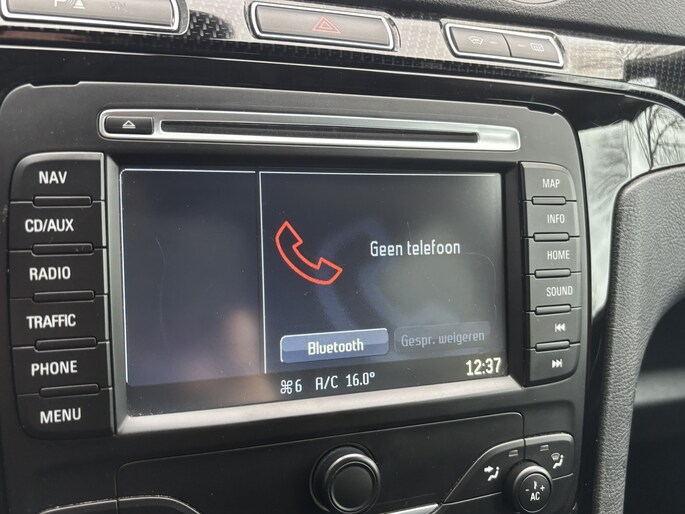 NAV
CD/AUX
RADIO
TRAFFIC
PHONE
MENU
Geen telefoon
Bluetooth
Gespr. weigeren
12:37
6 A/C 16.0°
MAP
INFO
HOME
SOUND
- +
AC